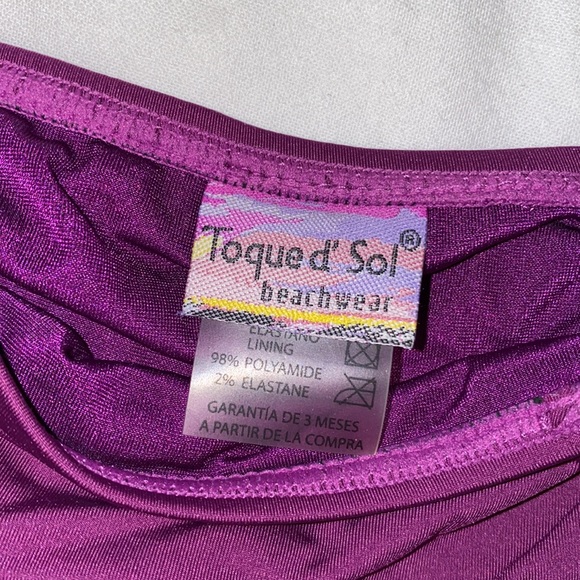 Toque d' Sol®
beachwear
ELASTANO
LINING
98% POLYAMIDE
2% ELASTANE
GARANTÍA DE 3 MESES
A PARTIR DE LA COMPRA